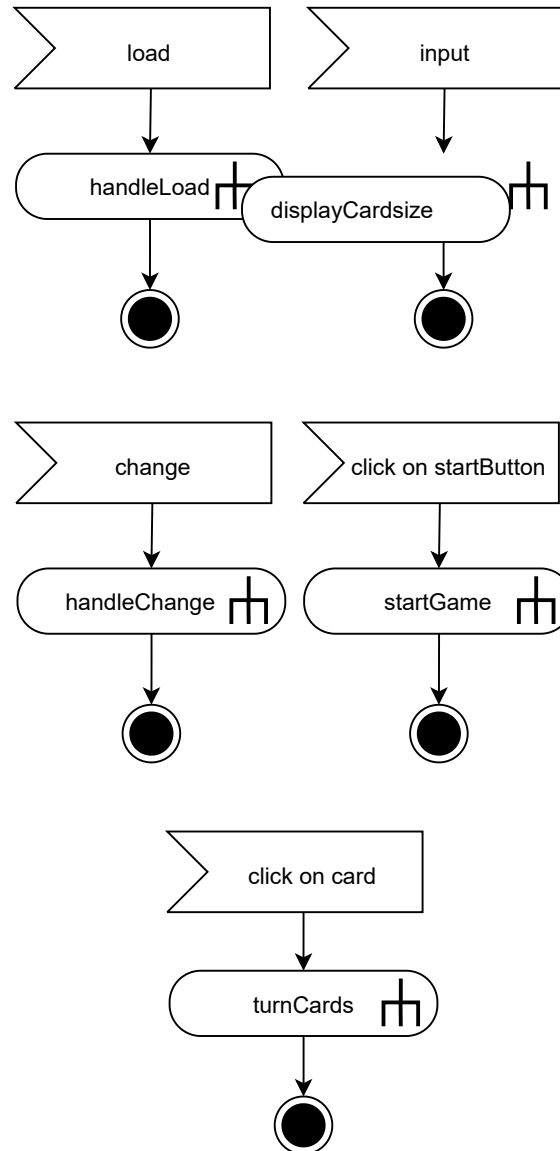 load
input
handleLoad
displayCardsize
change
click on startButton
handleChange
startGame
click on card
turnCards